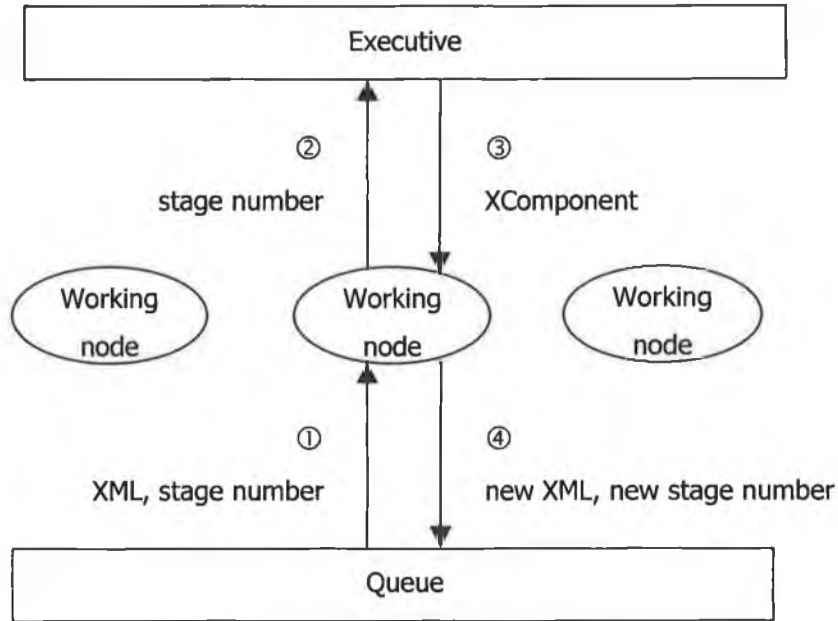 Executive
② ③
stage number XComponent
Working Working Working
node node node
① ④
XML, stage number new XML, new stage number
Queue